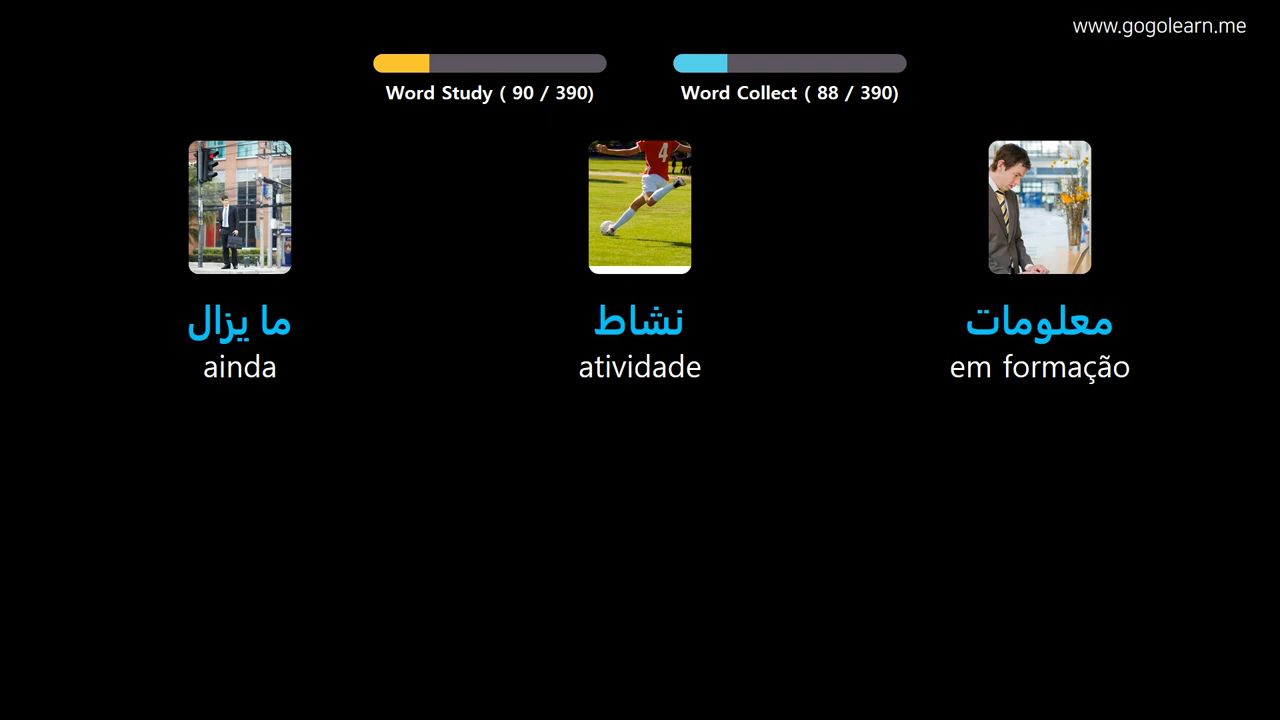 www.gogolearn.me
Word Study ( 90 / 390)
Word Collect ( 88 / 390)
ما يزال
ainda
نشاط
atividade
معلومات
em formação
4